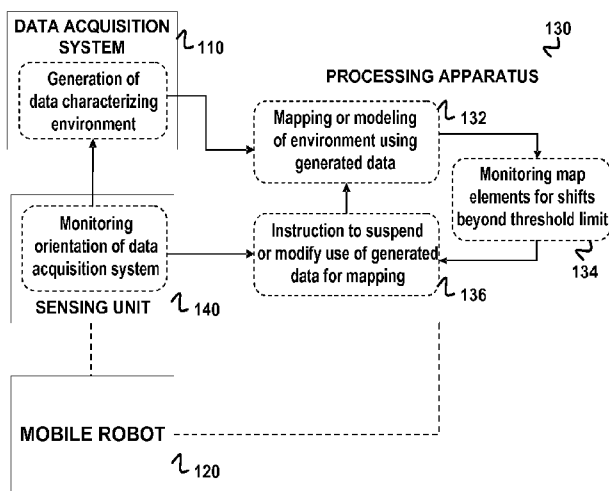 DATA ACQUISITION
SYSTEM
110
Generation of
data characterizing
environment
130
PROCESSING APPARATUS
Mapping or modeling
of environment using
generated data
132
Monitoring map
elements for shifts
beyond threshold limit
134
Monitoring
orientation of data
acquisition system
SENSING UNIT
140
Instruction to suspend
or modify use of generated
data for mapping
136
MOBILE ROBOT
120